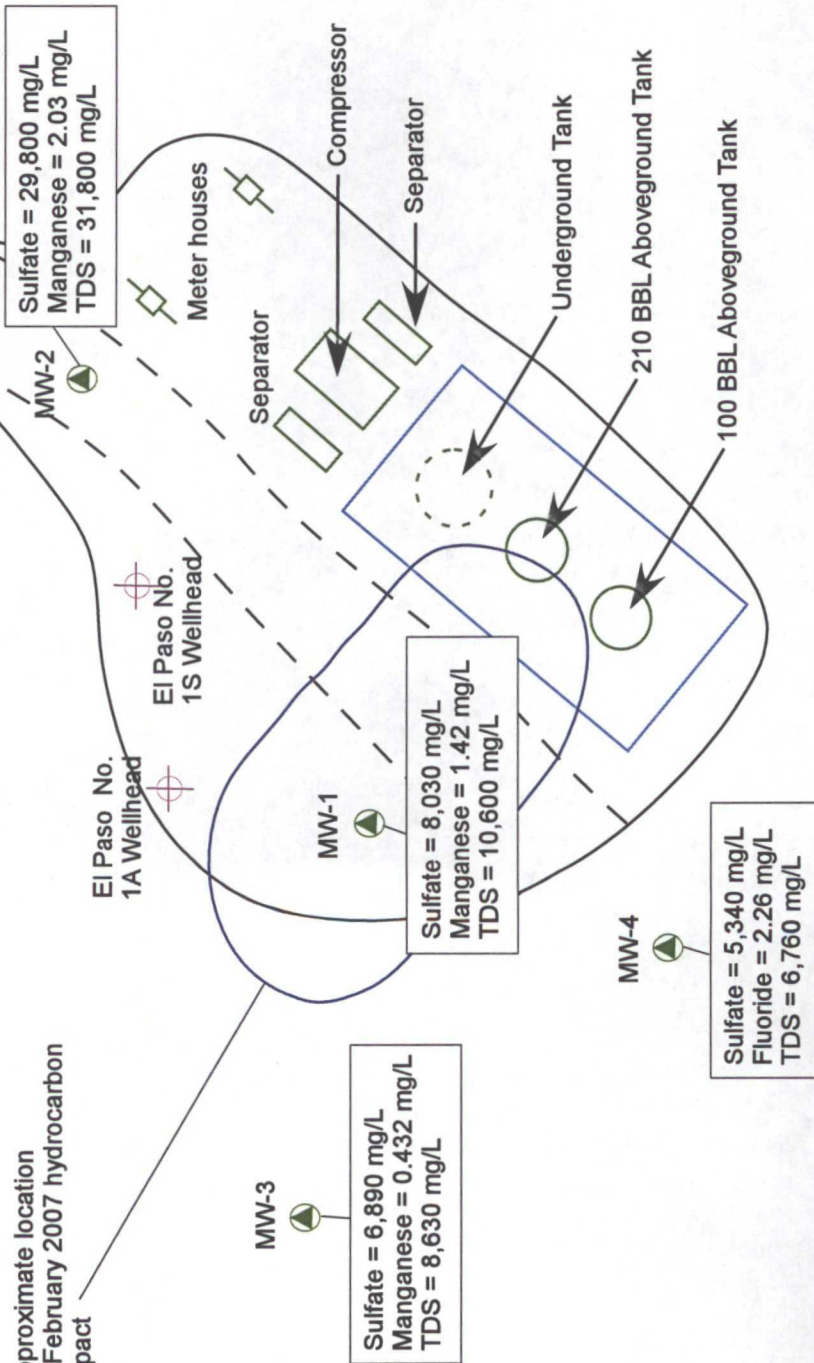 Sulfate = 29,800 mg/L
Manganese = 2.03 mg/L
TDS = 31,800 mg/L
MW-2
Meter houses
Compressor
Separator
Separator
Underground Tank
210 BBL Aboveground Tank
100 BBL Aboveground Tank
El Paso No.
1S Wellhead
El Paso No.
1A Wellhead
MW-1
Sulfate = 8,030 mg/L
Manganese = 1.42 mg/L
TDS = 10,600 mg/L
MW-4
Sulfate = 5,340 mg/L
Fluoride = 2.26 mg/L
TDS = 6,760 mg/L
proximate location
February 2007 hydrocarbon
pact
MW-3
Sulfate = 6,890 mg/L
Manganese = 0.432 mg/L
TDS = 8,630 mg/L